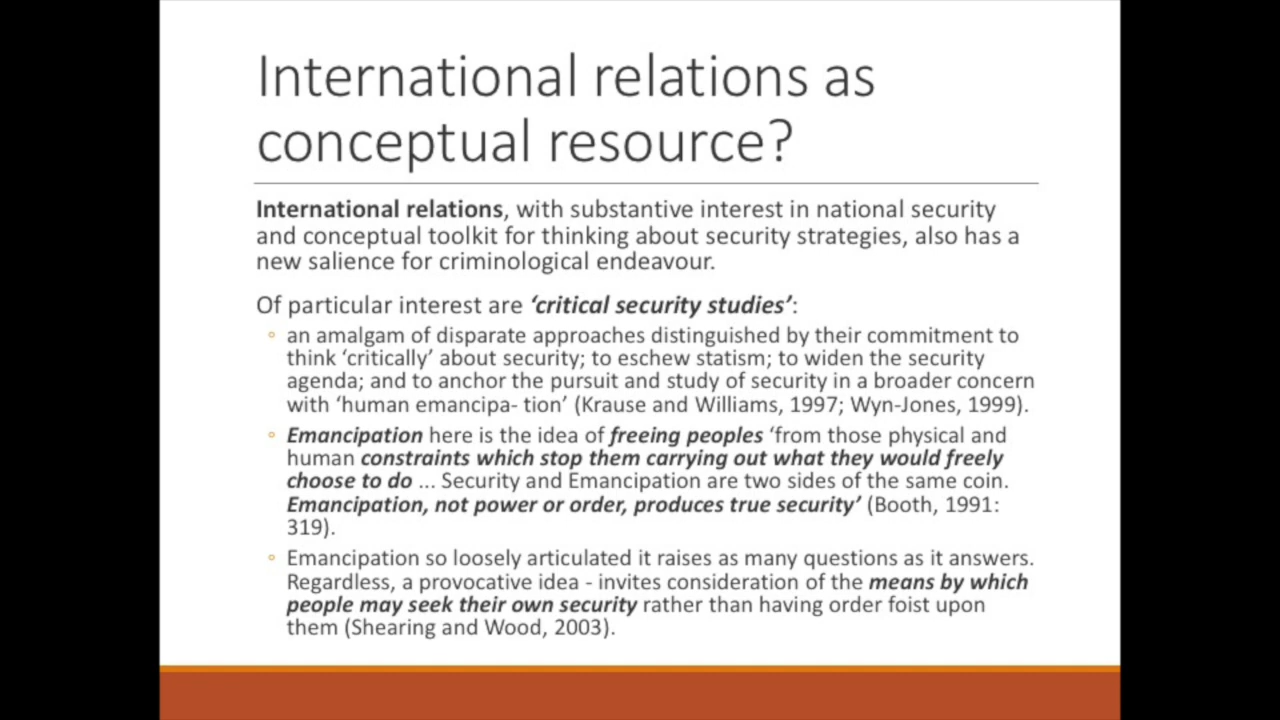 International relations as
conceptual resource?
International relations, with substantive interest in national security
and conceptual toolkit for thinking about security strategies, also has a
new salience for criminological endeavour.
Of particular interest are ‘critical security studies’:
◦ an amalgam of disparate approaches distinguished by their commitment to
think ‘critically’ about security; to eschew statism; to widen the security
agenda; and to anchor the pursuit and study of security in a broader concern
with ‘human emancipa- tion’ (Krause and Williams, 1997; Wyn-Jones, 1999).
◦ Emancipation here is the idea of freeing peoples ‘from those physical and
human constraints which stop them carrying out what they would freely
choose to do ... Security and Emancipation are two sides of the same coin.
Emancipation, not power or order, produces true security’ (Booth, 1991:
319).
◦ Emancipation so loosely articulated it raises as many questions as it answers.
Regardless, a provocative idea - invites consideration of the means by which
people may seek their own security rather than having order foist upon
them (Shearing and Wood, 2003).